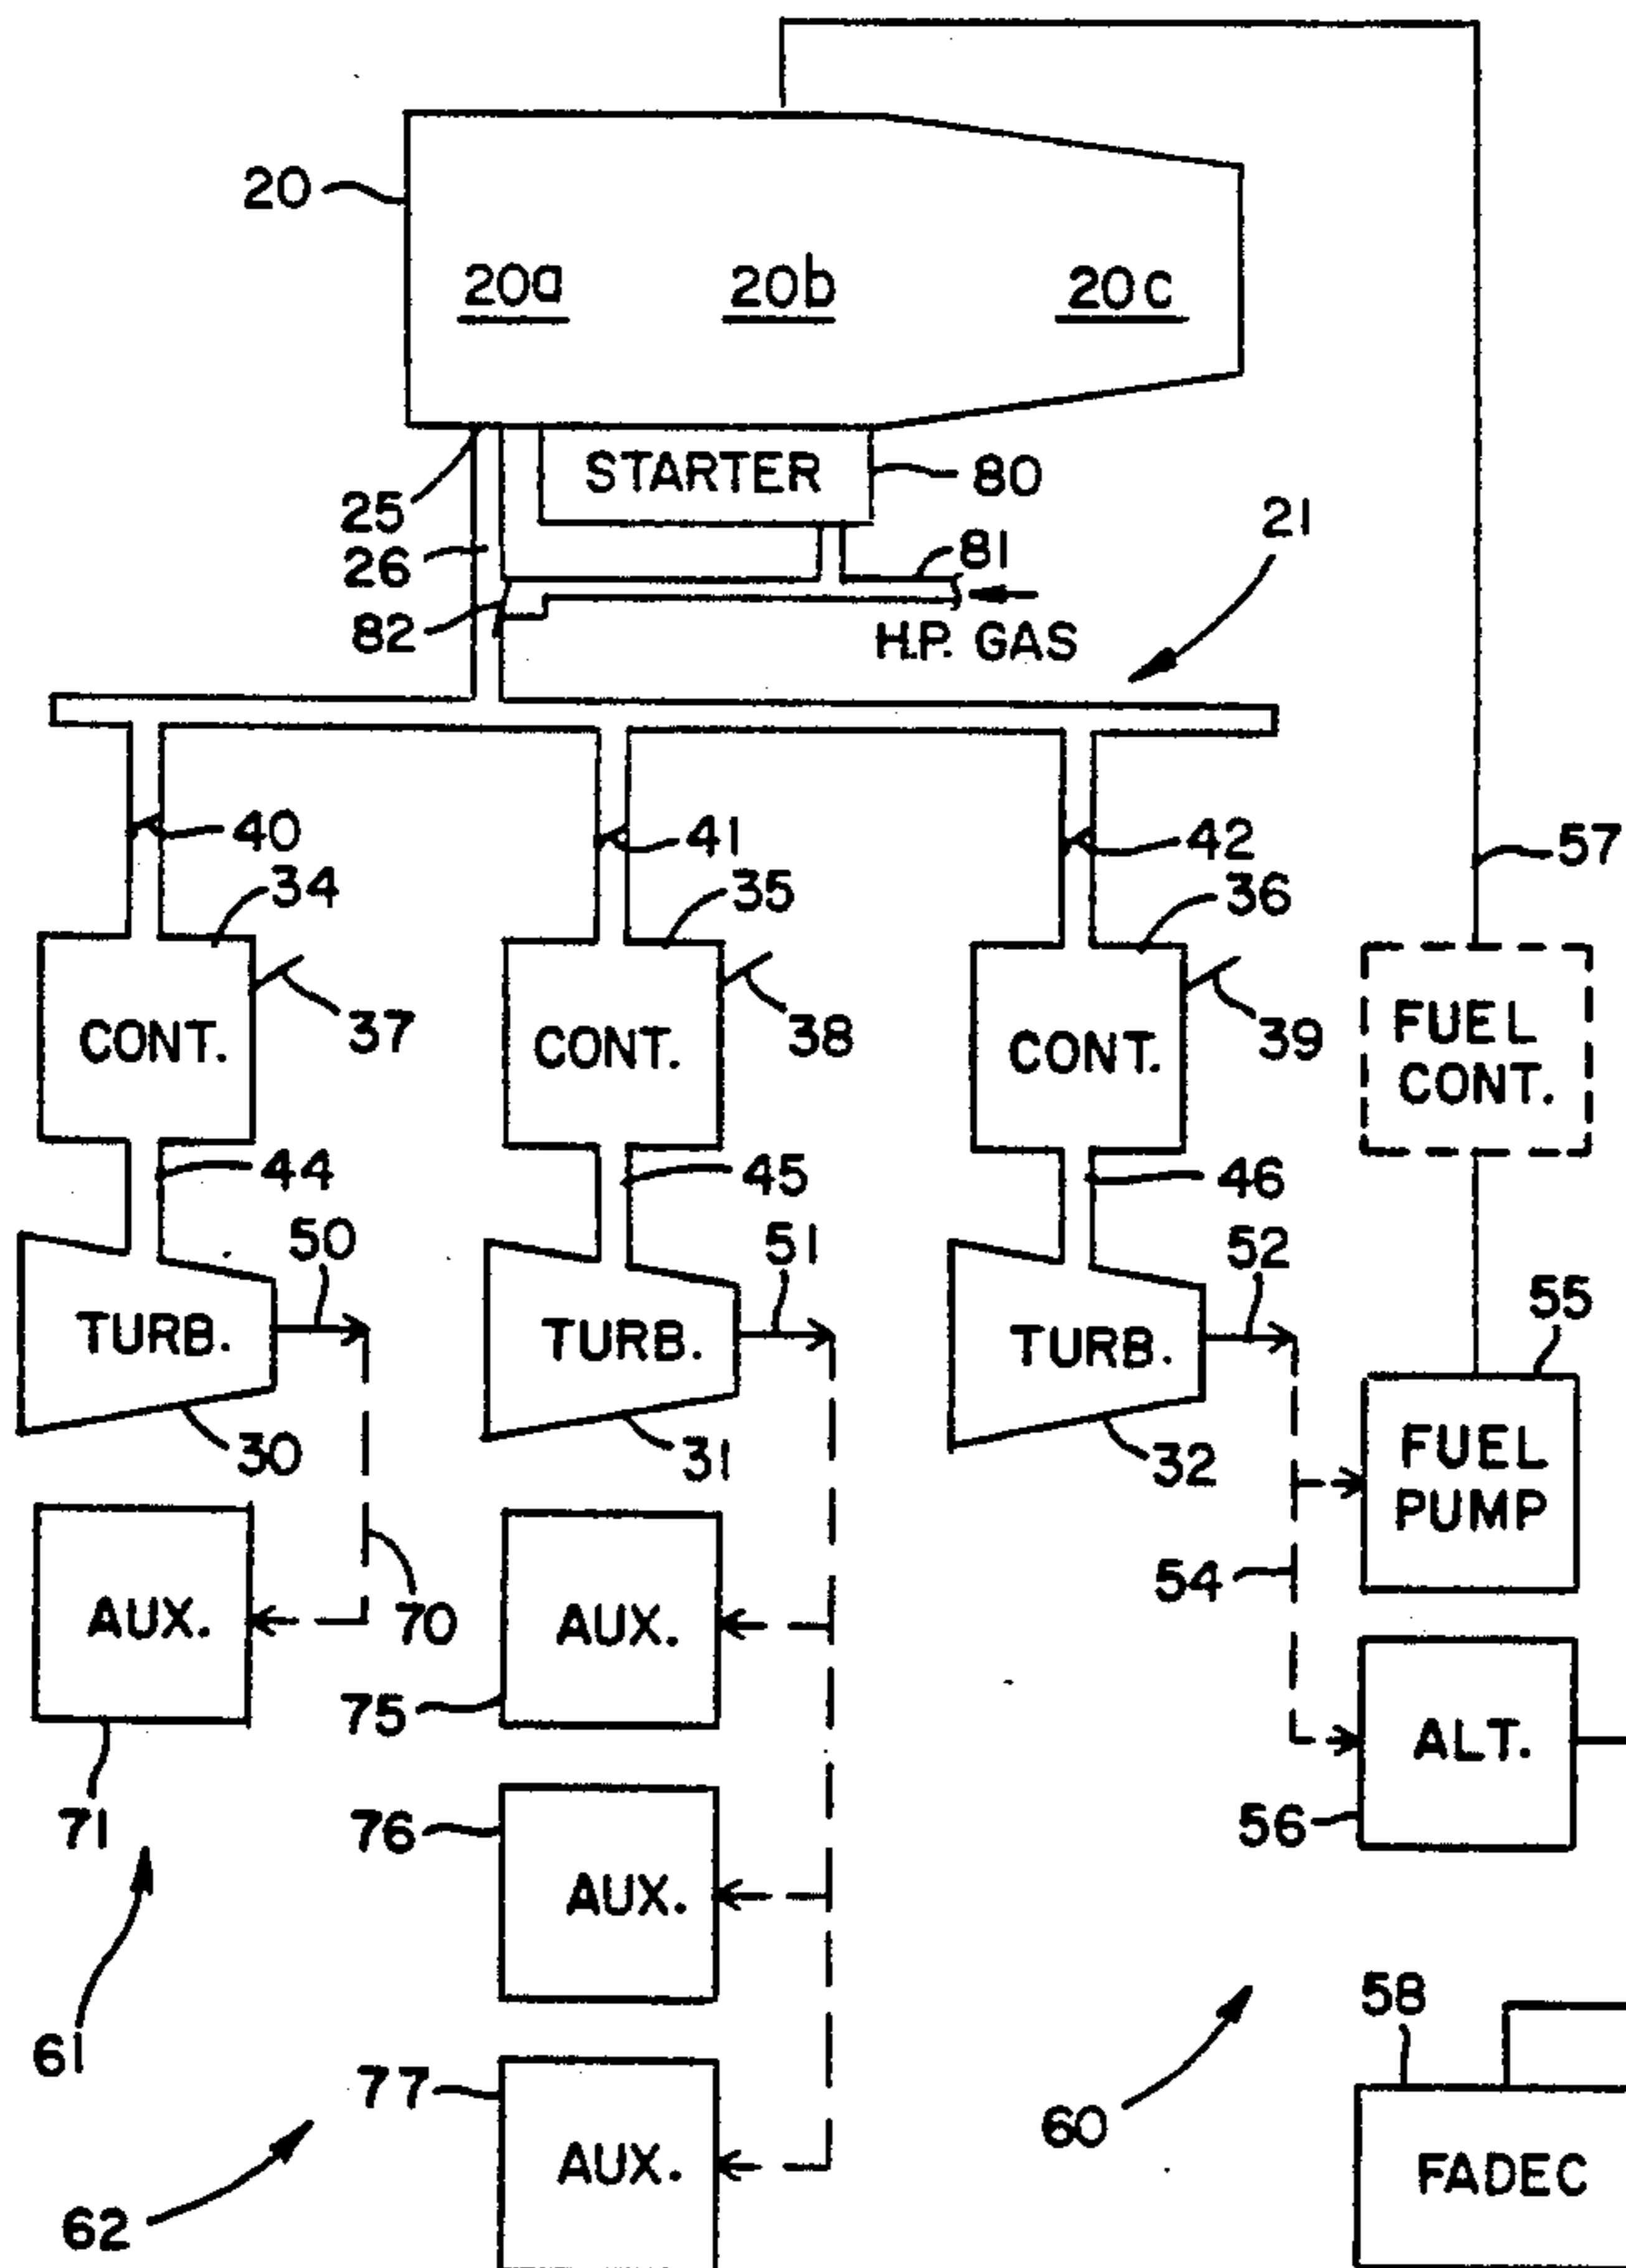 20
20a 20b 20c
STARTER 80
25
26
81
21
82
H.P. GAS
40 41 42 57
34 35 36
37 38 39
CONT. CONT. CONT.
FUEL
CONT.
44 45 46
50 51 52
55
TURB. TURB. TURB.
30 31 32
FUEL
PUMP
54
AUX. 70 AUX.
75
ALT.
71
76
56
AUX.
58
61
77
60
AUX.
FADEC
62